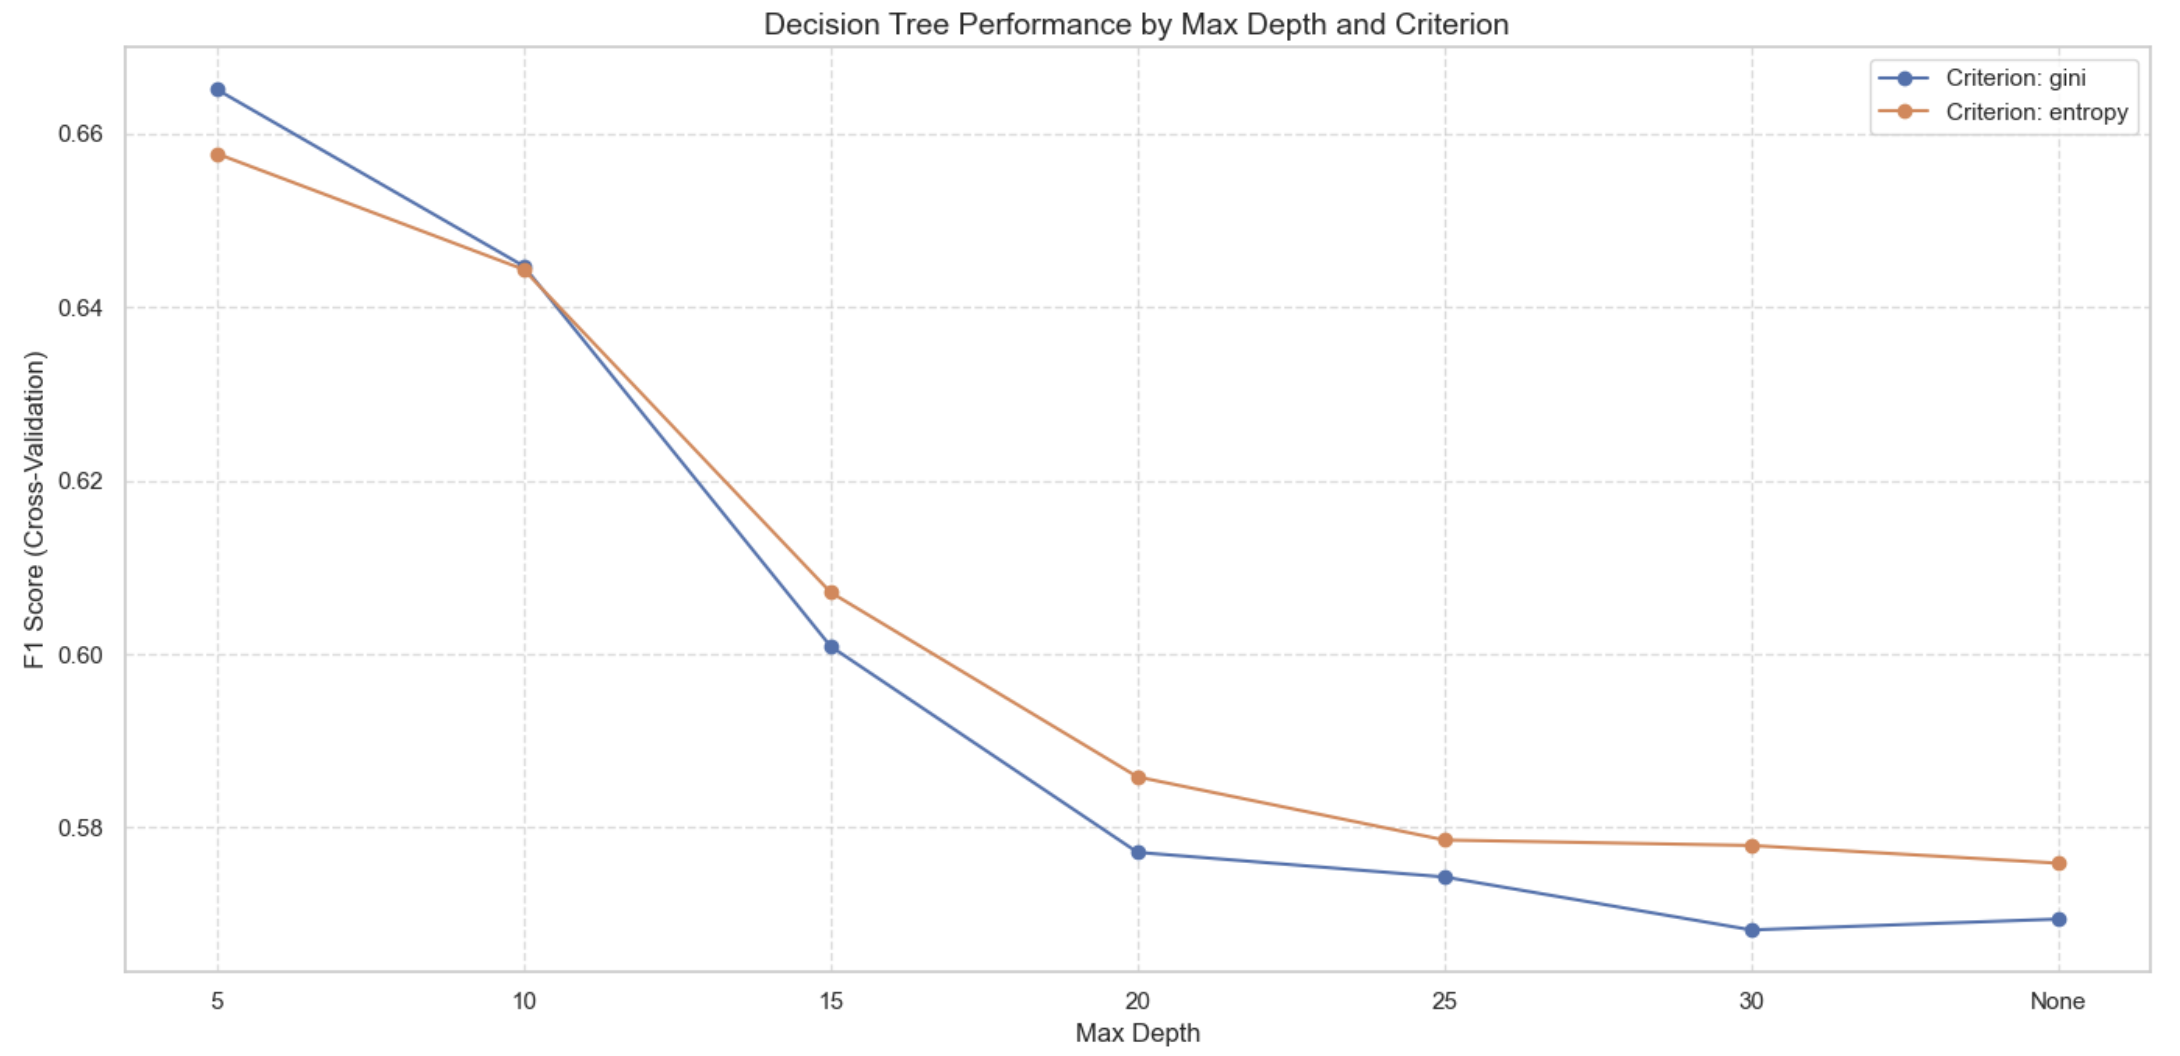 Decision Tree Performance by Max Depth and Criterion
Criterion: gini
Criterion: entropy
F1 Score (Cross-Validation)
0.66
0.64
0.62
0.60
0.58
5 10 15 20 25 30 None
Max Depth